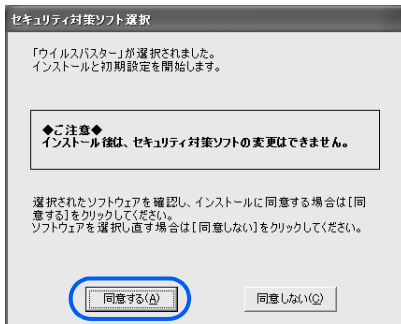 セキュリティ対策ソフト選択
「ウイルスバスター」が選択されました。
インストールと初期設定を開始します。
◆ご注意◆
インストール後は、セキュリティ対策ソフトの変更はできません。
選択されたソフトウェアを確認し、インストールに同意する場合は[同
意する]をクリックしてください。
ソフトウェアを選択し直す場合は[同意しない]をクリックしてください。
同意する(A) 同意しない(C)